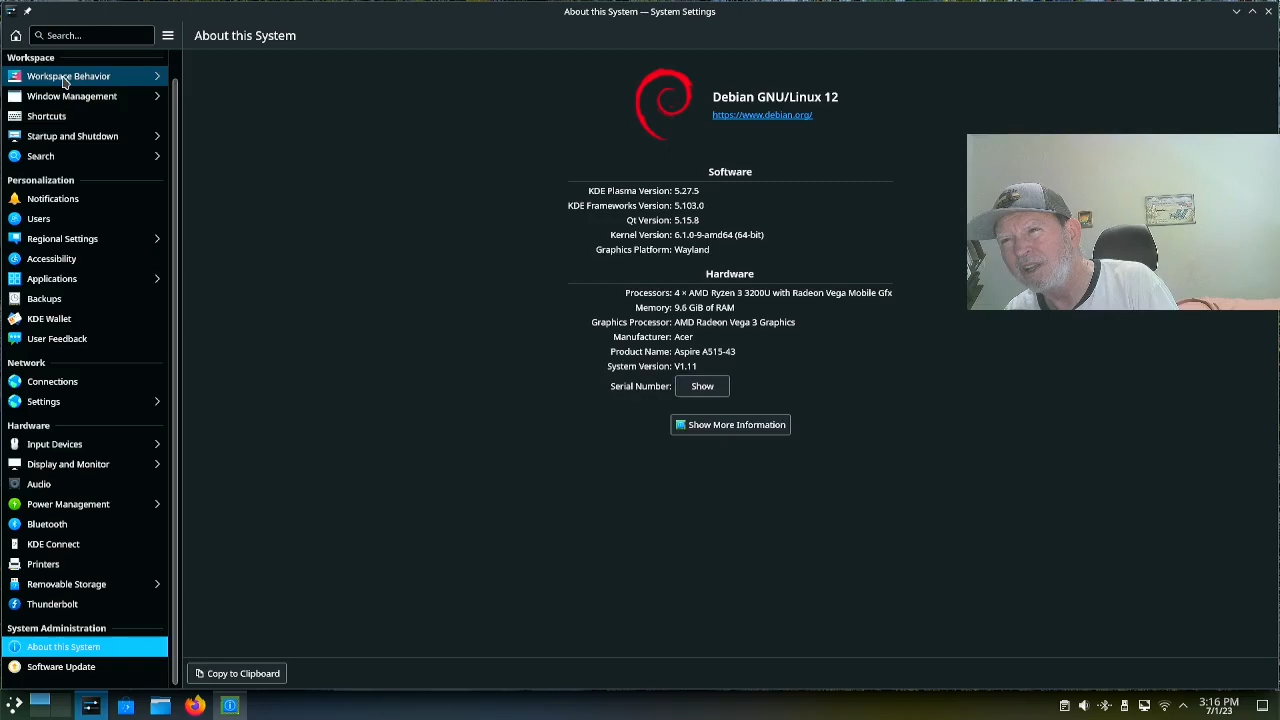 About this System — System Settings
Search...
About this System
Workspace
Workspace Behavior
Window Management
Shortcuts
Startup and Shutdown
Search
Personalization
Notifications
Users
Regional Settings
Accessibility
Applications
Backups
KDE Wallet
User Feedback
Network
Connections
Settings
Hardware
Input Devices
Display and Monitor
Audio
Power Management
Bluetooth
KDE Connect
Printers
Removable Storage
Thunderbolt
System Administration
About this System
Software Update
Debian GNU/Linux 12
https://www.debian.org/
Software
KDE Plasma Version: 5.27.5
KDE Frameworks Version: 5.103.0
Qt Version: 5.15.8
Kernel Version: 6.1.0-9-amd64 (64-bit)
Graphics Platform: Wayland
Hardware
Processors: 4 × AMD Ryzen 3 3200U with Radeon Vega Mobile Gfx
Memory: 9.6 GiB of RAM
Graphics Processor: AMD Radeon Vega 3 Graphics
Manufacturer: Acer
Product Name: Aspire A515-43
System Version: V1.11
Serial Number: Show
Show More Information
Copy to Clipboard
3:16 PM
7/1/23